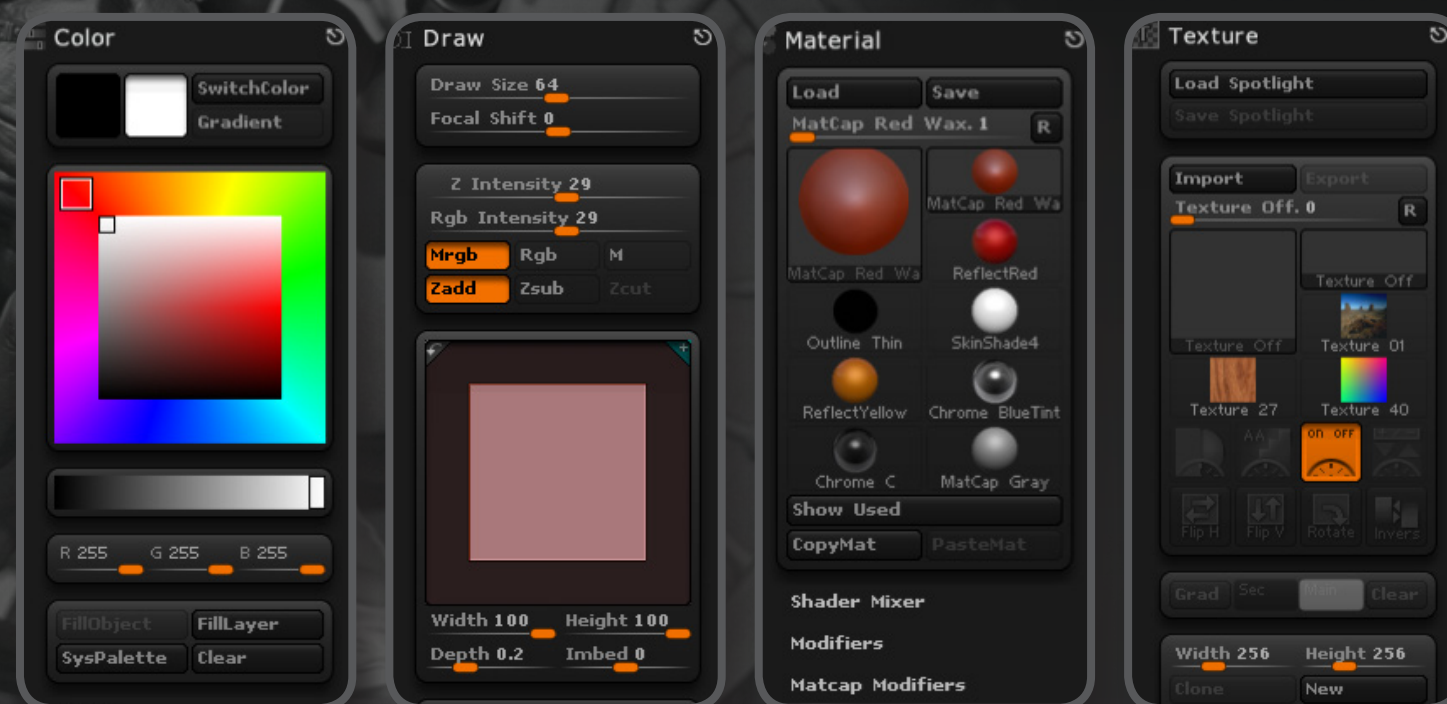 Color
SwitchColor
Gradient
R 255 G 255 B 255
FillObject FillLayer
SysPalette Clear
Draw
Draw Size 64
Focal Shift 0
Z Intensity 29
Rgb Intensity 29
Mrgb Rgb M
Zadd Zsub Zcut
Width 100 Height 100
Depth 0.2 Imbed 0
Material
Load Save
MatCap Red Wax. 1 R
MatCap Red Wa
MatCap Red Wa ReflectRed
Outline Thin SkinShade4
ReflectYellow Chrome BlueTint
Chrome C MatCap Gray
Show Used
CopyMat PasteMat
Shader Mixer
Modifiers
Matcap Modifiers
Texture
Load Spotlight
Save Spotlight
Import Export
Texture Off. 0 R
Texture Off
Texture Off Texture 01
Texture 27 Texture 40
AA on off
Flip H Flip V Rotate Invers
Grad Sec Main Clear
Width 256 Height 256
Clone New